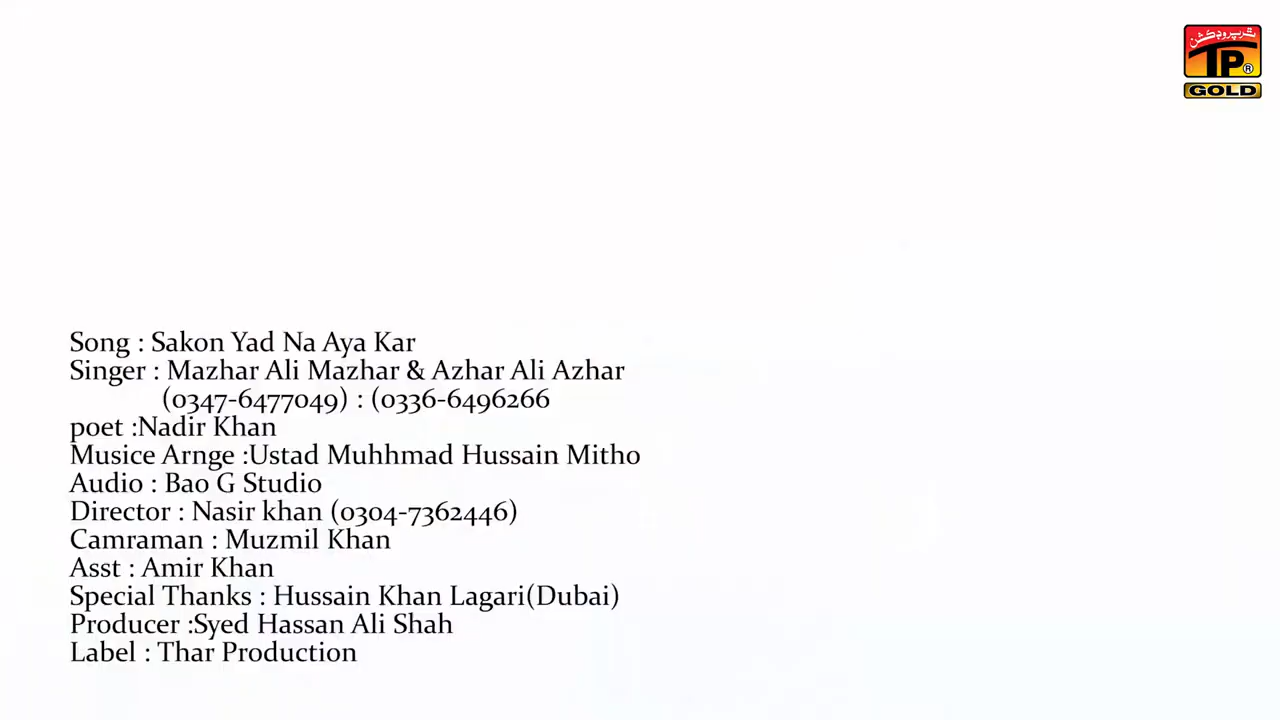 تھرپروڊکشن
TP®
GOLD
Song : Sakon Yad Na Aya Kar
Singer : Mazhar Ali Mazhar & Azhar Ali Azhar
(0347-6477049) : (0336-6496266
poet :Nadir Khan
Musice Arnge :Ustad Muhhmad Hussain Mitho
Audio : Bao G Studio
Director : Nasir khan (0304-7362446)
Camraman : Muzmil Khan
Asst : Amir Khan
Special Thanks : Hussain Khan Lagari(Dubai)
Producer :Syed Hassan Ali Shah
Label : Thar Production